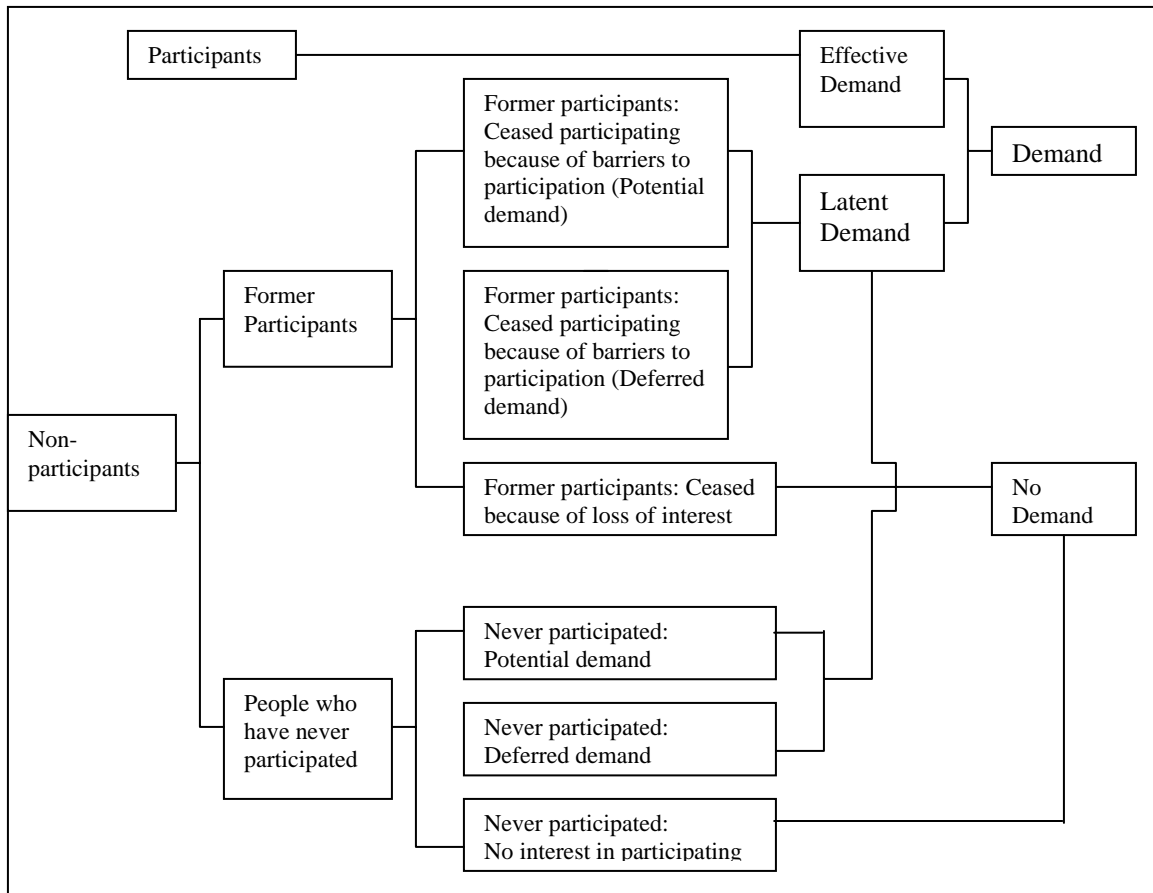 Participants
Effective
Demand
Former participants:
Ceased participating
because of barriers to
participation (Potential
demand)
Demand
Latent
Demand
Former
Participants
Former participants:
Ceased participating
because of barriers to
participation (Deferred
demand)
Non-
participants
Former participants: Ceased
because of loss of interest
No
Demand
Never participated:
Potential demand
People who
have never
participated
Never participated:
Deferred demand
Never participated:
No interest in participating